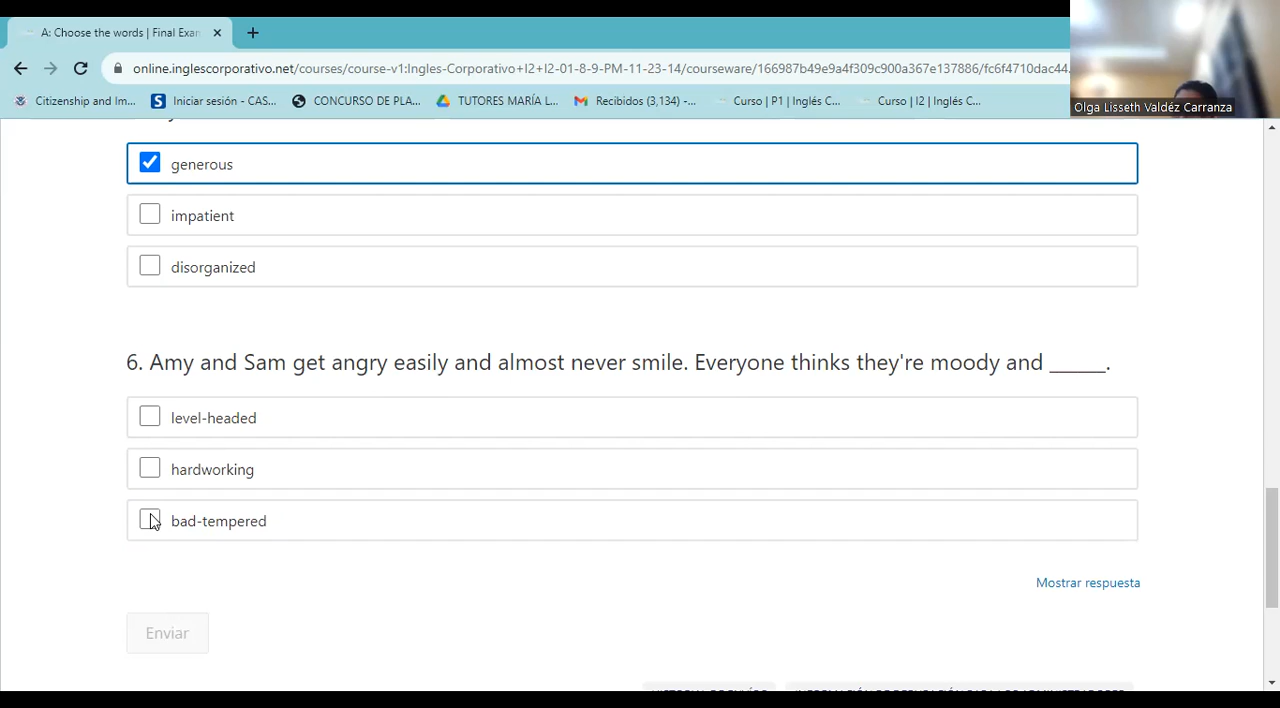 A: Choose the words | Final Exar
online.inglescorporativo.net/courses/course-v1:Ingles-Corporativo+I2+I2-01-8-9-PM-11-23-14/courseware/166987b49e9a4f309c900a367e137886/fc6f4710dac44.
Citizenship and Im... Iniciar sesión - CAS... CONCURSO DE PLA... TUTORES MARÍA L... Recibidos (3,134) -... Curso | P1 | Inglés C... Curso | I2 | Inglés C...
Olga Lisseth Valdéz Carranza
generous
impatient
disorganized
6. Amy and Sam get angry easily and almost never smile. Everyone thinks they're moody and ______.
level-headed
hardworking
bad-tempered
Mostrar respuesta
Enviar